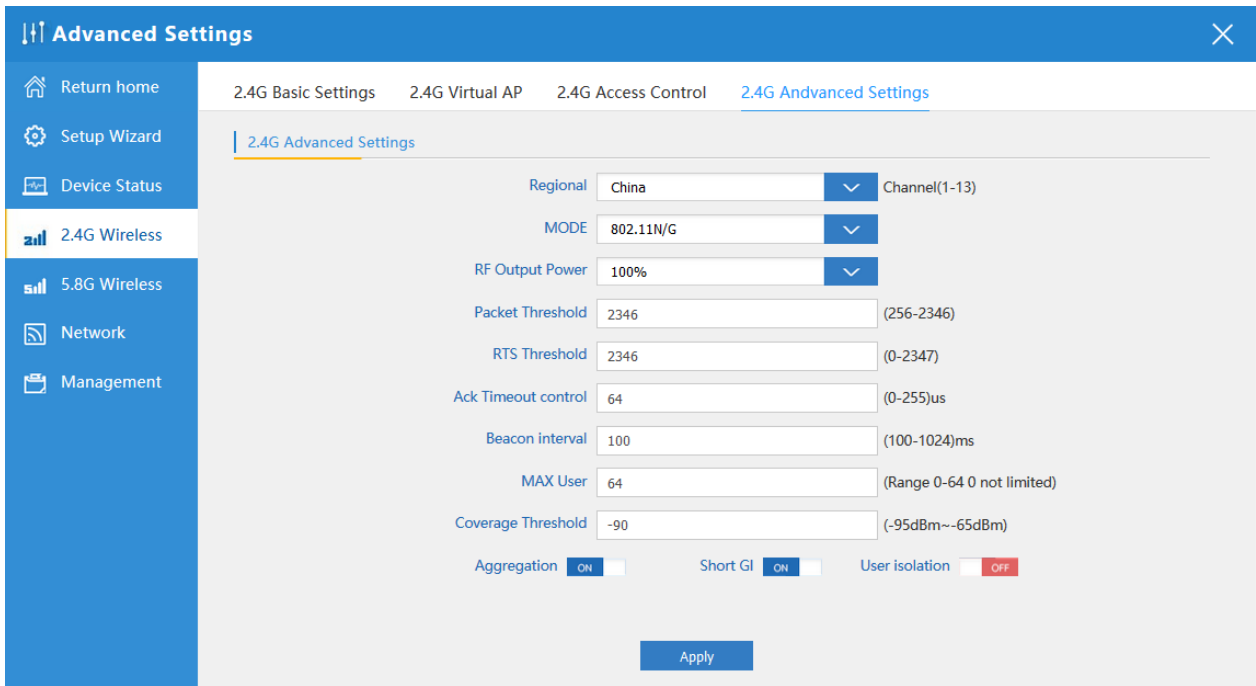 Advanced Settings
Return home
Setup Wizard
Device Status
2.4G Wireless
5.8G Wireless
Network
Management
2.4G Basic Settings 2.4G Virtual AP 2.4G Access Control 2.4G Andvanced Settings
2.4G Advanced Settings
Regional China Channel(1-13)
MODE 802.11N/G
RF Output Power 100%
Packet Threshold 2346 (256-2346)
RTS Threshold 2346 (0-2347)
Ack Timeout control 64 (0-255)us
Beacon interval 100 (100-1024)ms
MAX User 64 (Range 0-64 0 not limited)
Coverage Threshold -90 (-95dBm~-65dBm)
Aggregation ON Short GI ON User isolation OFF
Apply